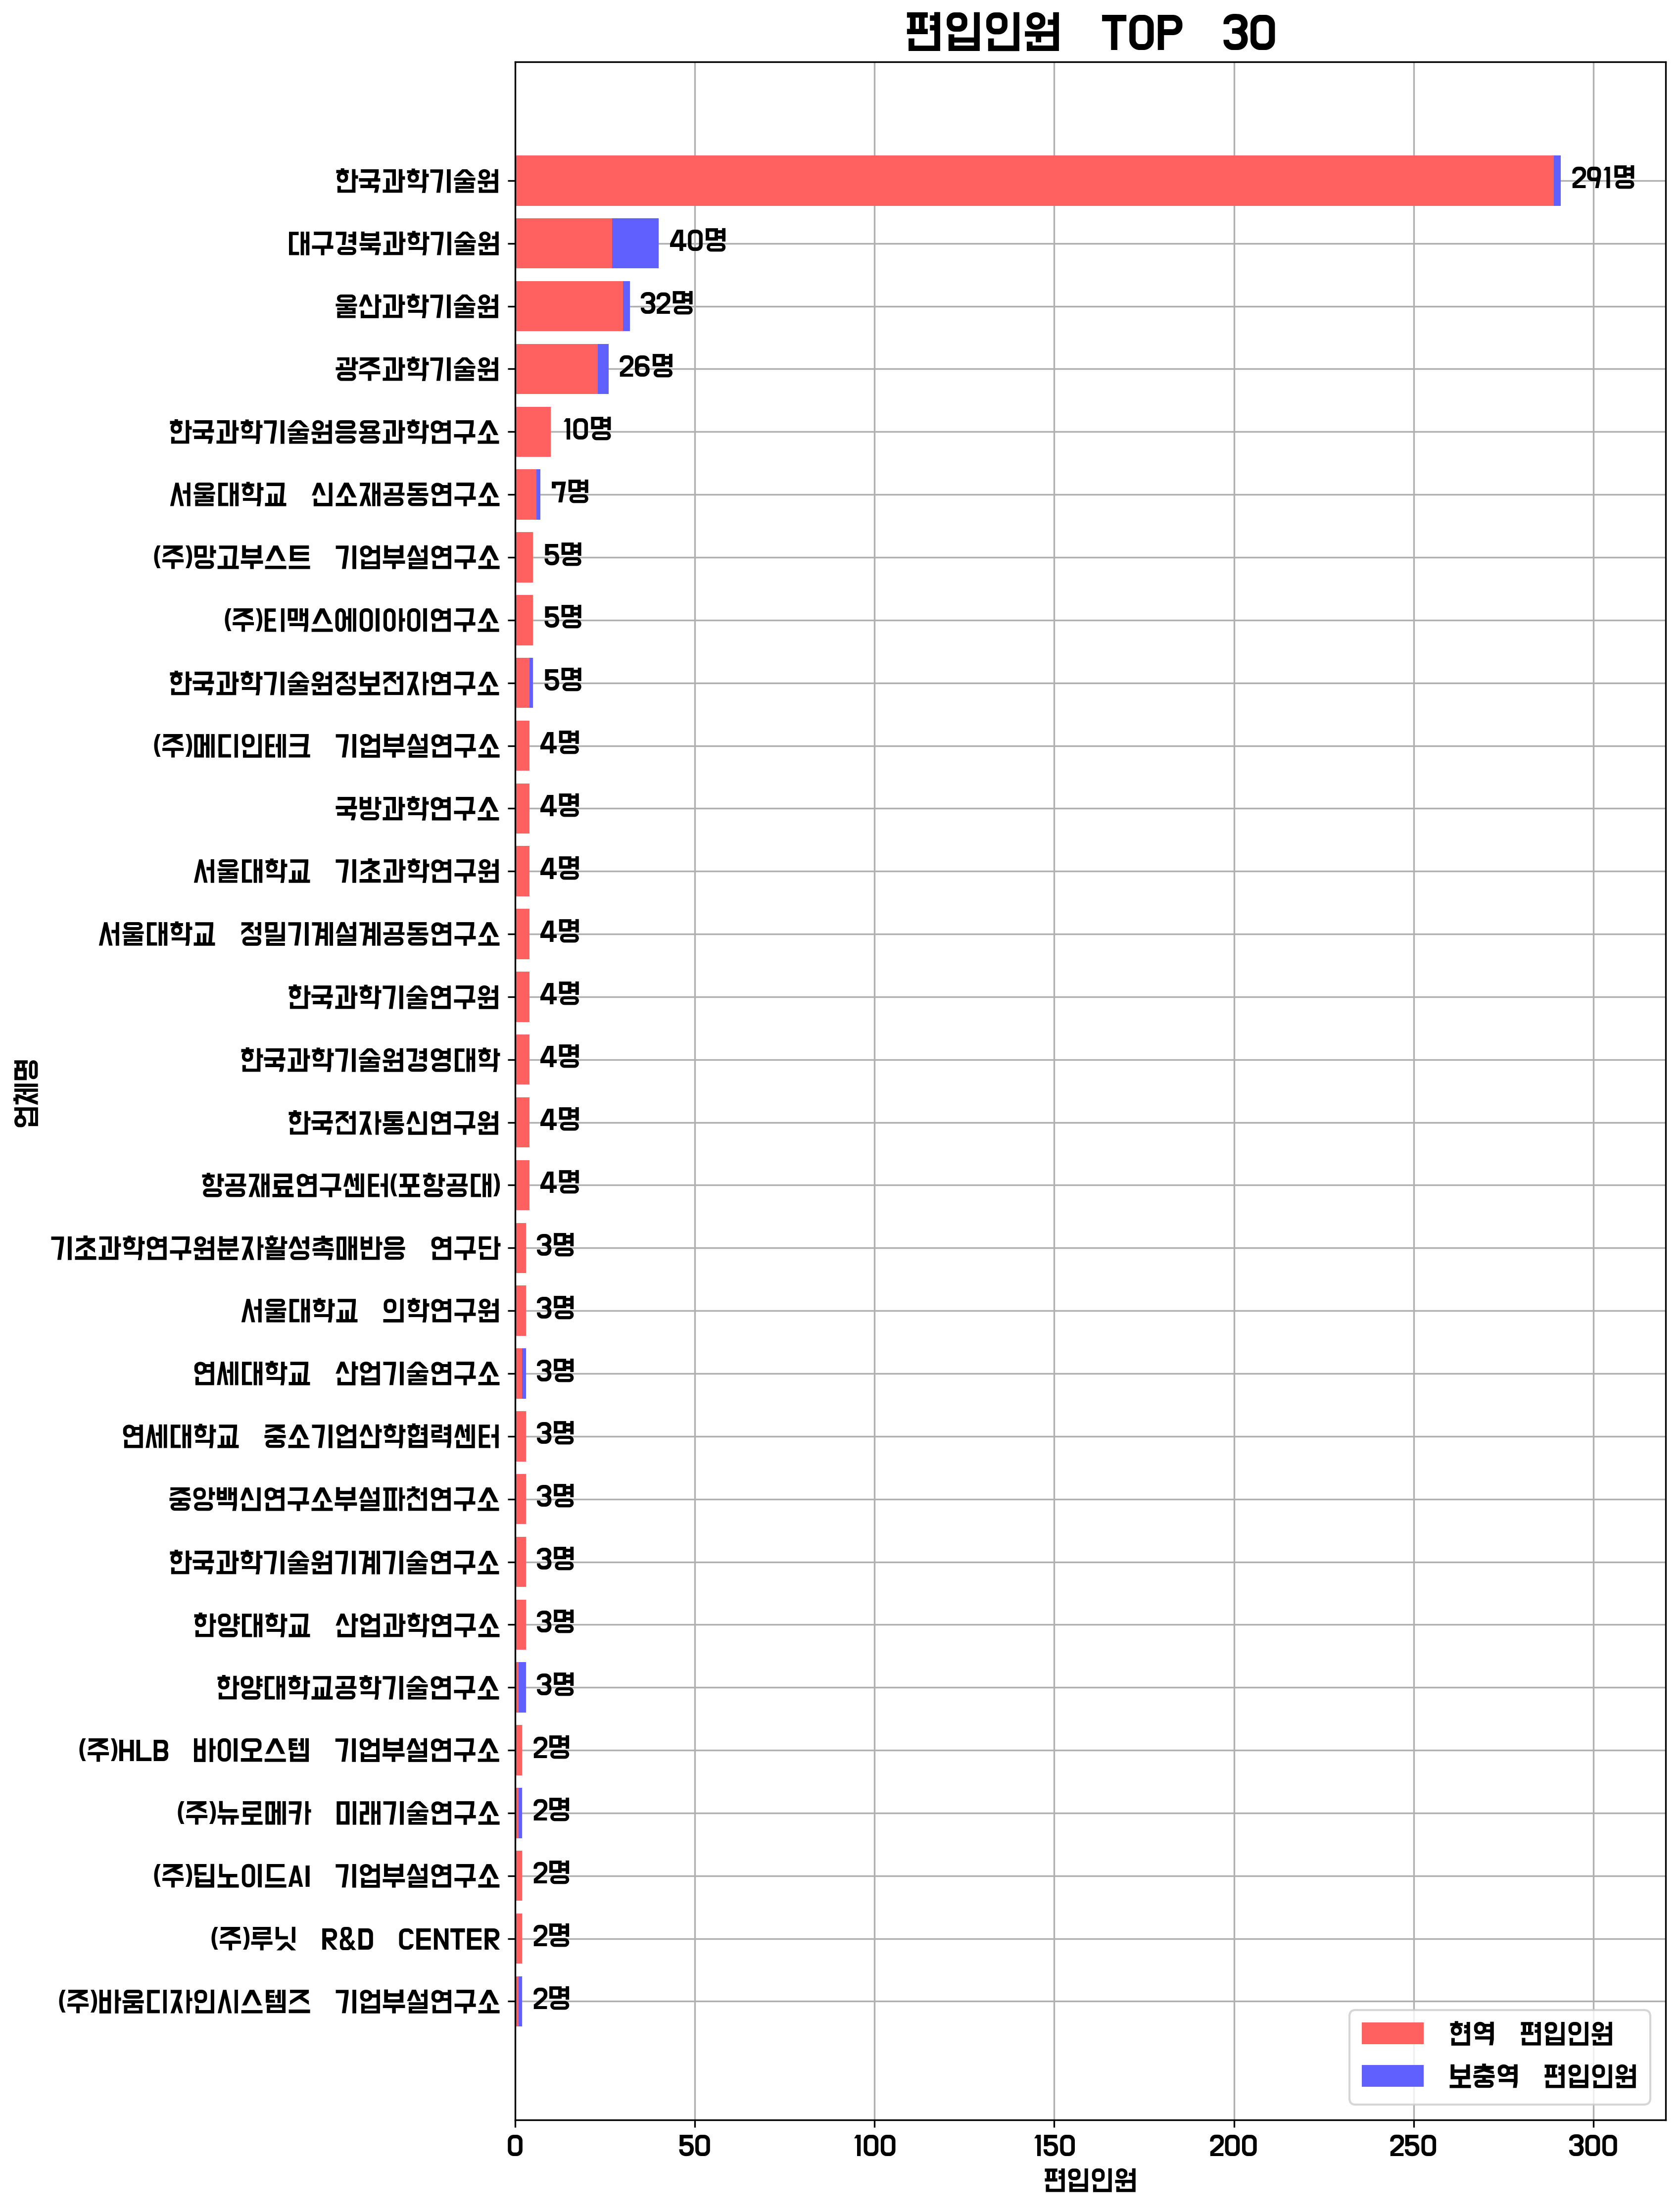 편입인원 TOP 30
한국과학기술원 291명
대구경북과학기술원 40명
울산과학기술원 32명
광주과학기술원 26명
한국과학기술원응용과학연구소 10명
서울대학교 신소재공동연구소 7명
(주)망고부스트 기업부설연구소 5명
(주)티맥스에이아이연구소 5명
한국과학기술원정보전자연구소 5명
(주)메디인테크 기업부설연구소 4명
국방과학연구소 4명
서울대학교 기초과학연구원 4명
서울대학교 정밀기계설계공동연구소 4명
한국과학기술연구원 4명
한국과학기술원경영대학 4명
한국전자통신연구원 4명
항공재료연구센터(포항공대) 4명
기초과학연구원분자활성촉매반응 연구단 3명
서울대학교 의학연구원 3명
연세대학교 산업기술연구소 3명
연세대학교 중소기업산학협력센터 3명
중앙백신연구소부설파천연구소 3명
한국과학기술원기계기술연구소 3명
한양대학교 산업과학연구소 3명
한양대학교공학기술연구소 3명
(주)HLB 바이오스텝 기업부설연구소 2명
(주)뉴로메카 미래기술연구소 2명
(주)딥노이드AI 기업부설연구소 2명
(주)루닛 R&D CENTER 2명
(주)바움디자인시스템즈 기업부설연구소 2명
업체명
현역 편입인원
보충역 편입인원
0 50 100 150 200 250 300
편입인원